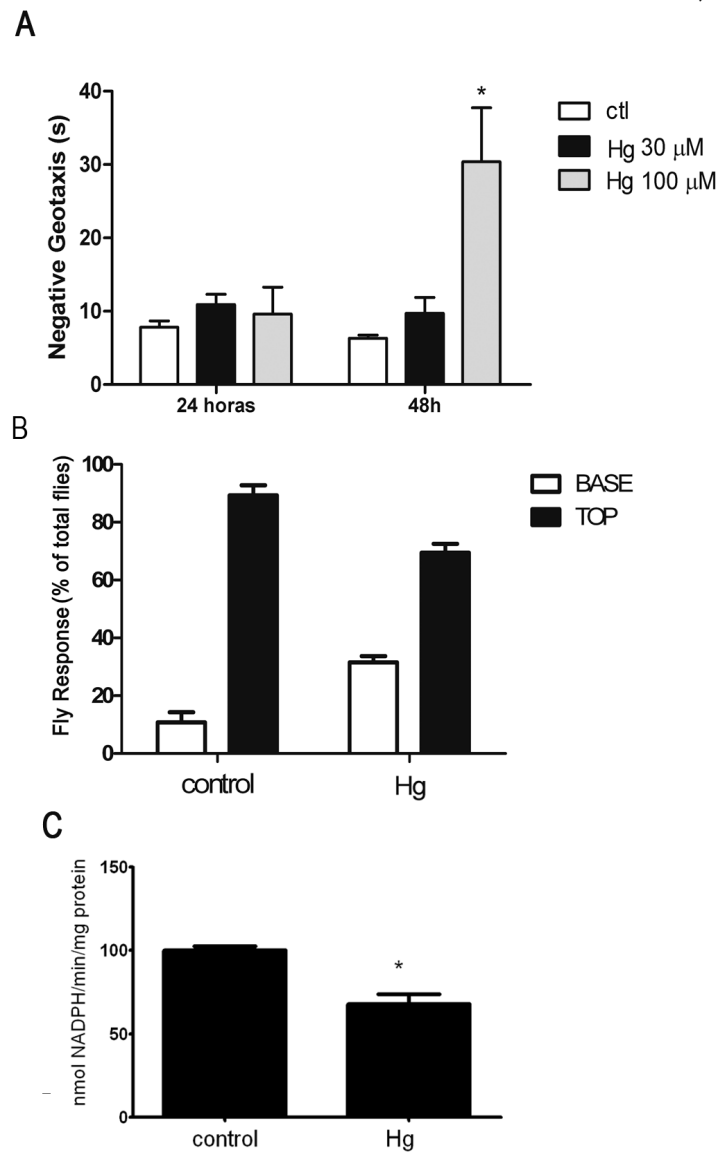 A
Negative Geotaxis (s)
40
30
20
10
0
*
24 horas
48h
ctl
Hg 30 μM
Hg 100 μM
B
Fly Response (% of total flies)
100
80
60
40
20
0
control
Hg
BASE
TOP
C
nmol NADPH/min/mg protein
150
100
50
0
*
control
Hg